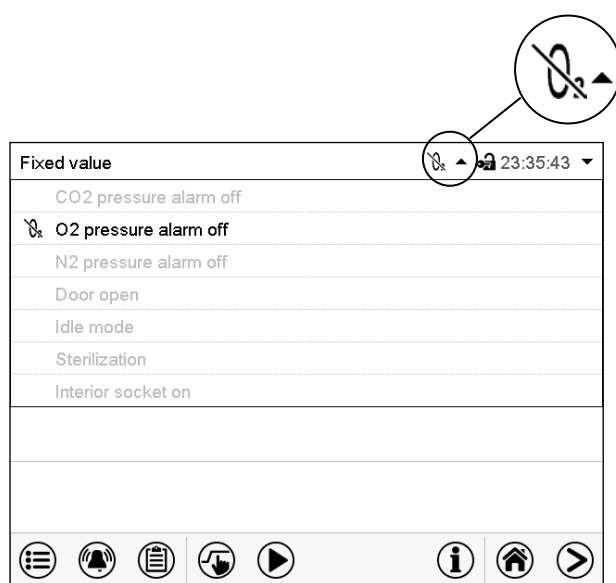 Fixed value 23:35:43
CO2 pressure alarm off
O2 pressure alarm off
N2 pressure alarm off
Door open
Idle mode
Sterilization
Interior socket on